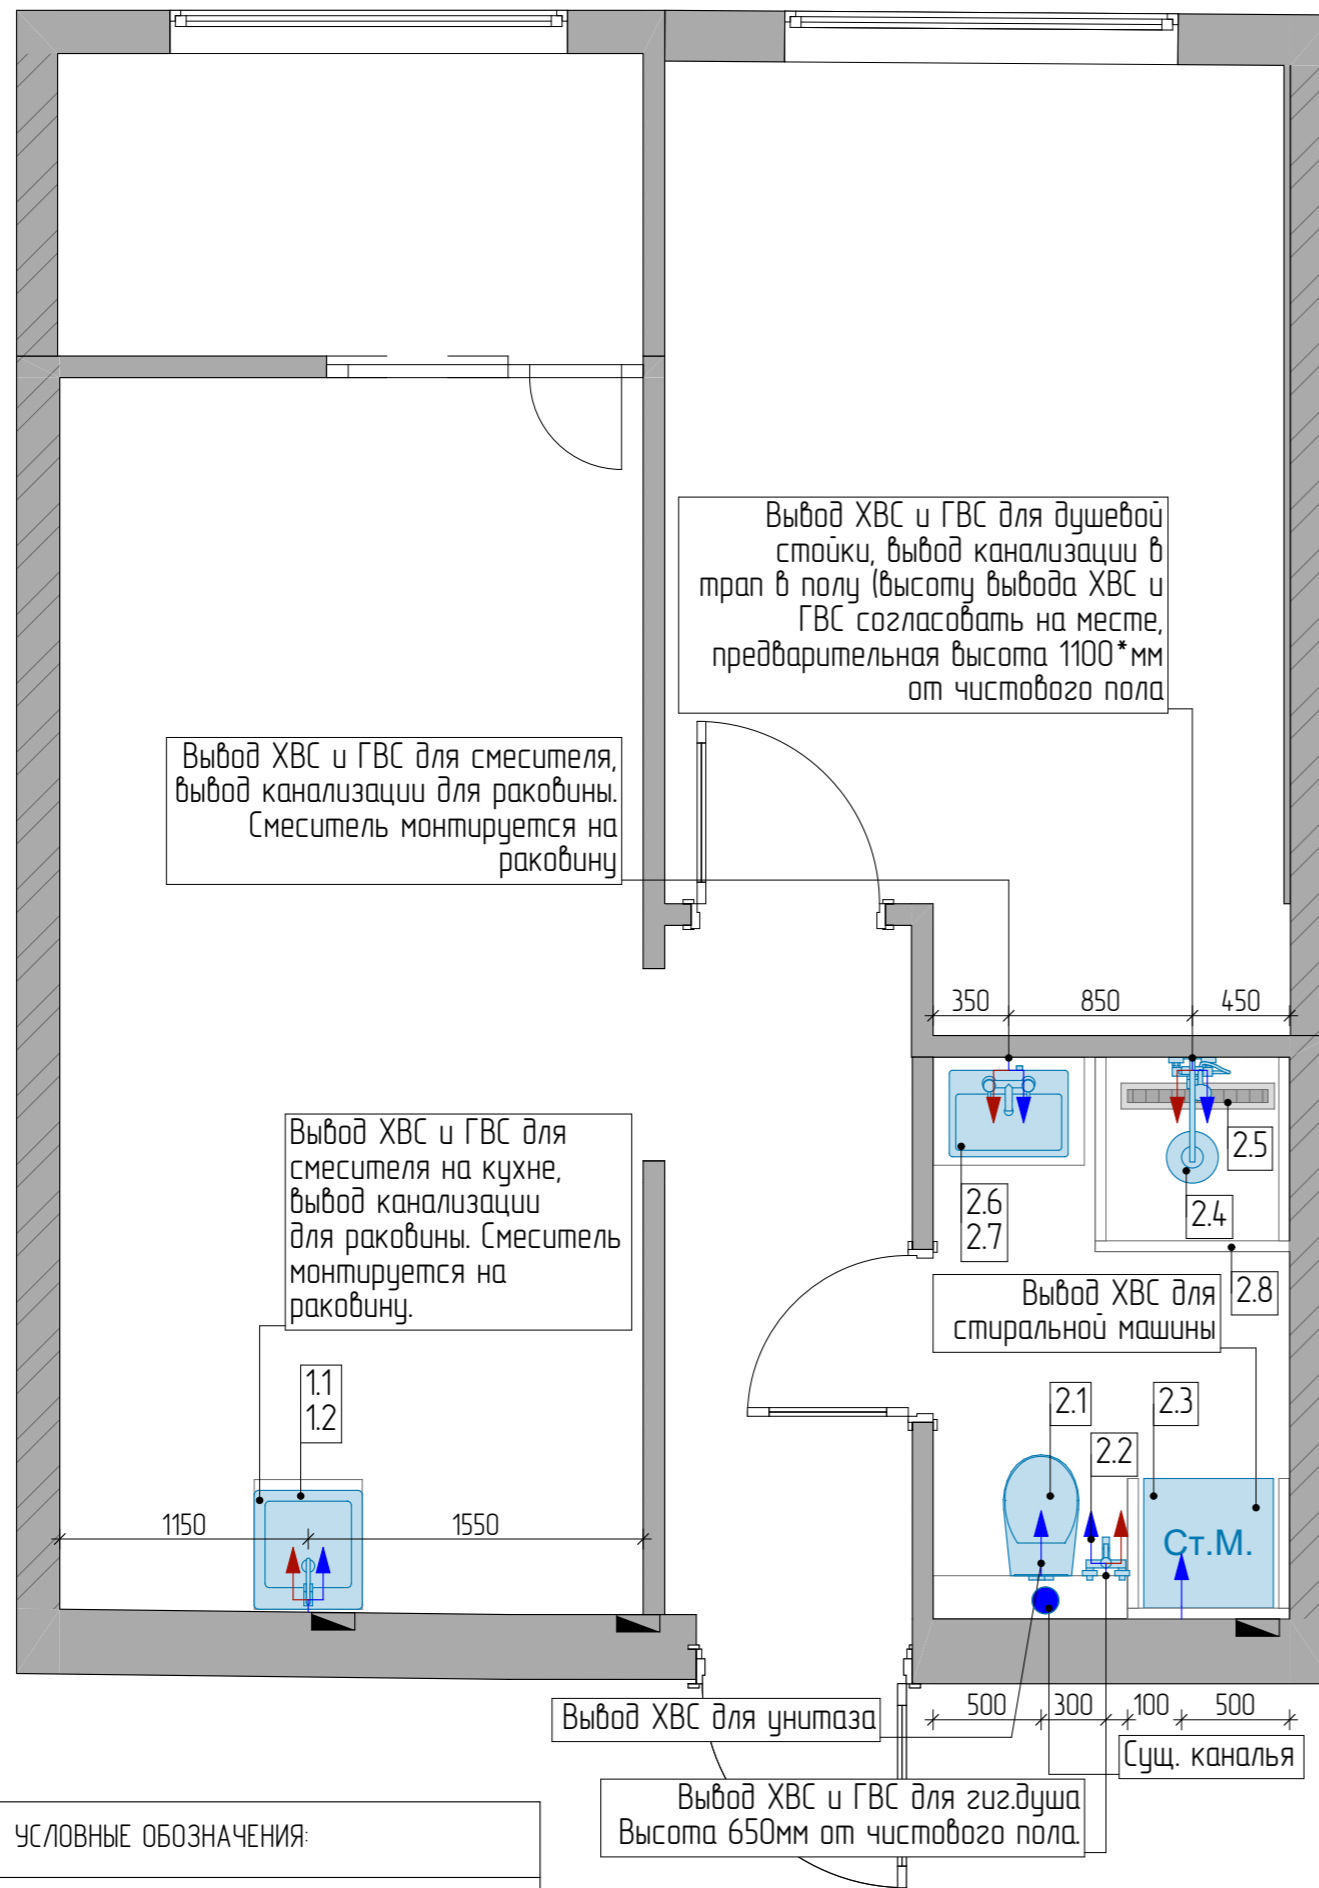 Вывод ХВС и ГВС для душевой
стойки, вывод канализации в
трап в полу (высоту вывода ХВС и
ГВС согласовать на месте,
предварительная высота 1100*мм
от чистового пола
Вывод ХВС и ГВС для смесителя,
вывод канализации для раковины.
Смеситель монтируется на
раковину
350
850
450
Вывод ХВС и ГВС для
смесителя на кухне,
вывод канализации
для раковины. Смеситель
монтируется на
раковину.
2.5
2.4
2.6
2.7
2.8
Вывод ХВС для
стиральной машины
1.1
1.2
2.1
2.3
2.2
1150
1550
Ст.М.
500
300
100
500
Вывод ХВС для унитаза
Сущ. каналья
Вывод ХВС и ГВС для гиг.душа
Высота 650мм от чистового пола.
УСЛОВНЫЕ ОБОЗНАЧЕНИЯ: